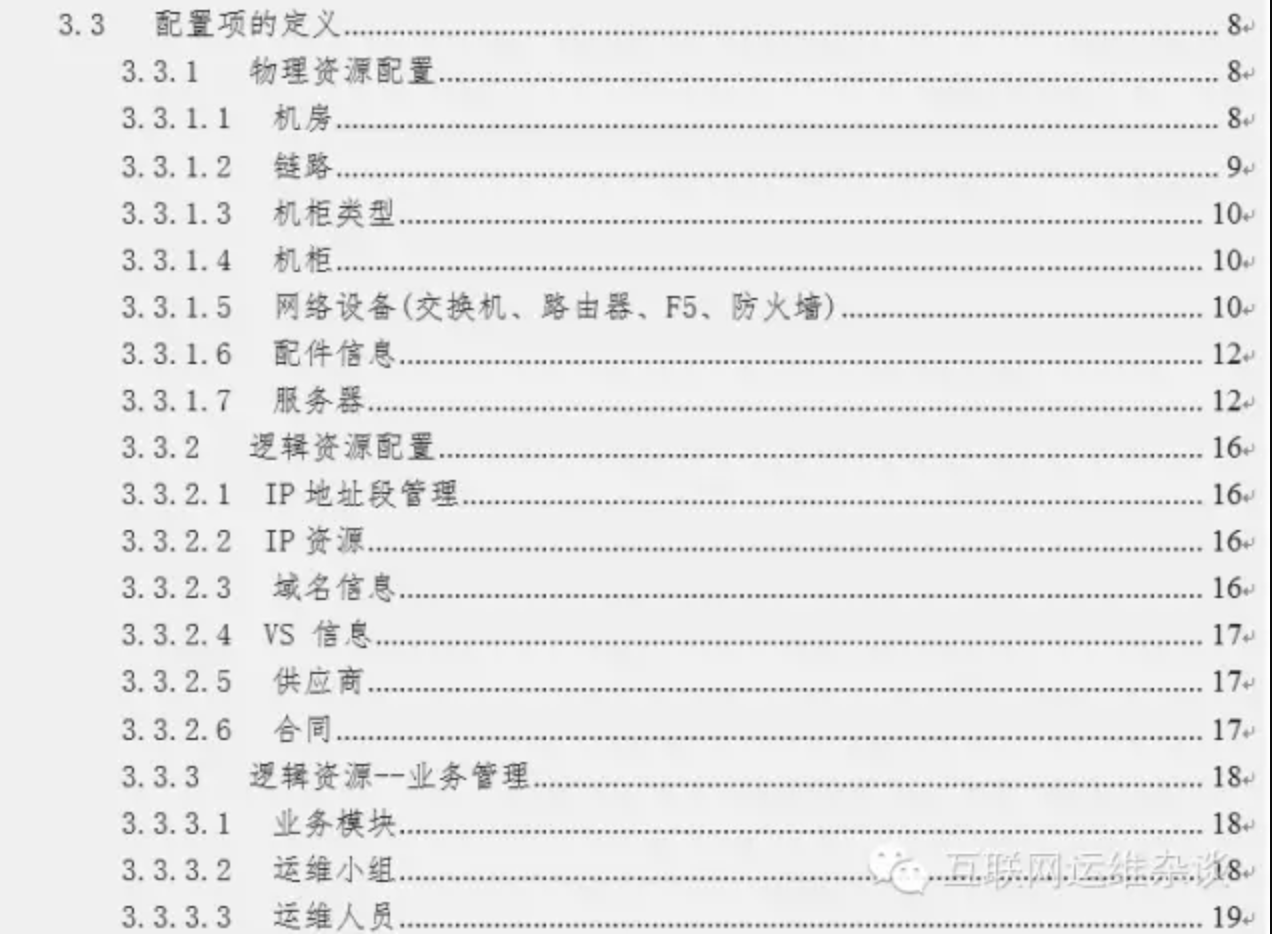 3.3 配置项的定义 8
3.3.1 物理资源配置 8
3.3.1.1 机房 8
3.3.1.2 链路 9
3.3.1.3 机柜类型 10
3.3.1.4 机柜 10
3.3.1.5 网络设备(交换机、路由器、F5、防火墙) 10
3.3.1.6 配件信息 12
3.3.1.7 服务器 12
3.3.2 逻辑资源配置 16
3.3.2.1 IP 地址段管理 16
3.3.2.2 IP 资源 16
3.3.2.3 域名信息 16
3.3.2.4 VS 信息 17
3.3.2.5 供应商 17
3.3.2.6 合同 17
3.3.3 逻辑资源--业务管理 18
3.3.3.1 业务模块 18
3.3.3.2 运维小组 18
互联网运维杂谈
3.3.3.3 运维人员 19